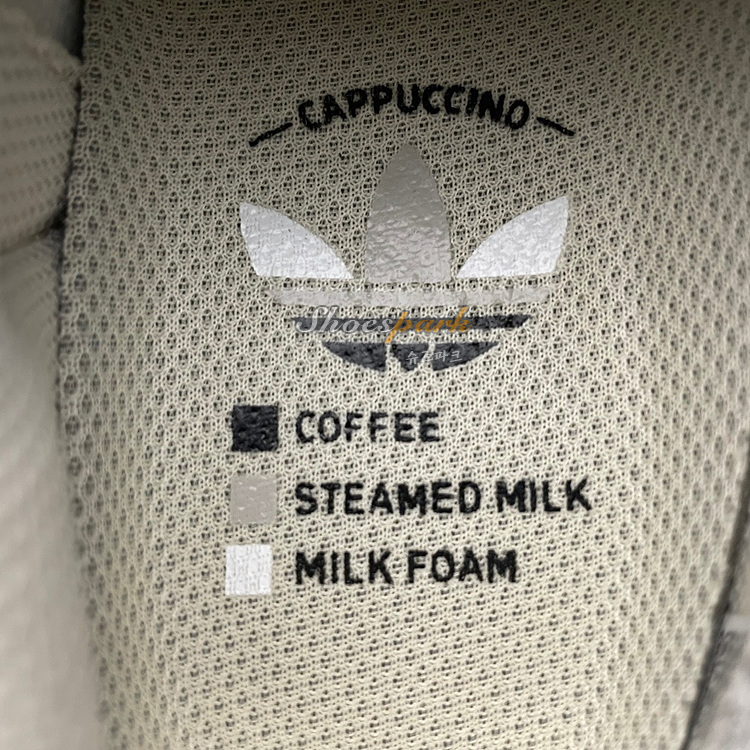 CAPPUCCINO
Shoespark
슈즈파크
COFFEE
STEAMED MILK
MILK FOAM